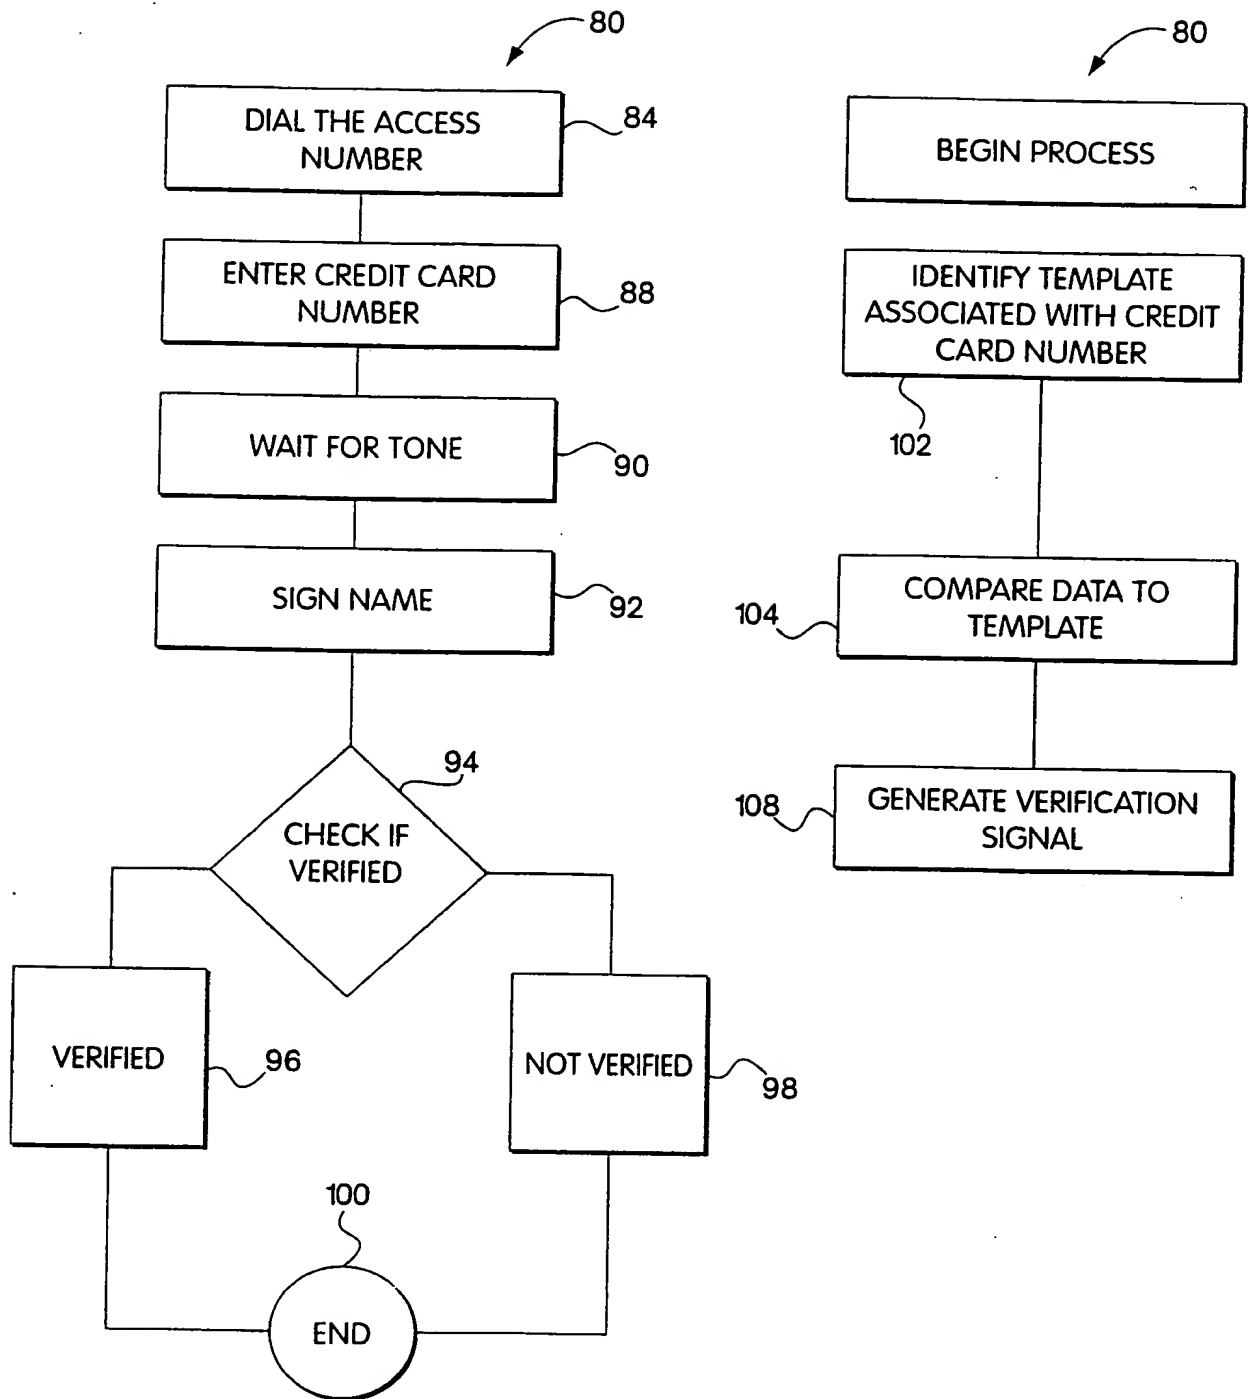 80
DIAL THE ACCESS
NUMBER
84
ENTER CREDIT CARD
NUMBER
88
WAIT FOR TONE
90
SIGN NAME
92
94
CHECK IF
VERIFIED
VERIFIED
96
NOT VERIFIED
98
100
END
80
BEGIN PROCESS
IDENTIFY TEMPLATE
ASSOCIATED WITH CREDIT
CARD NUMBER
102
104
COMPARE DATA TO
TEMPLATE
108
GENERATE VERIFICATION
SIGNAL